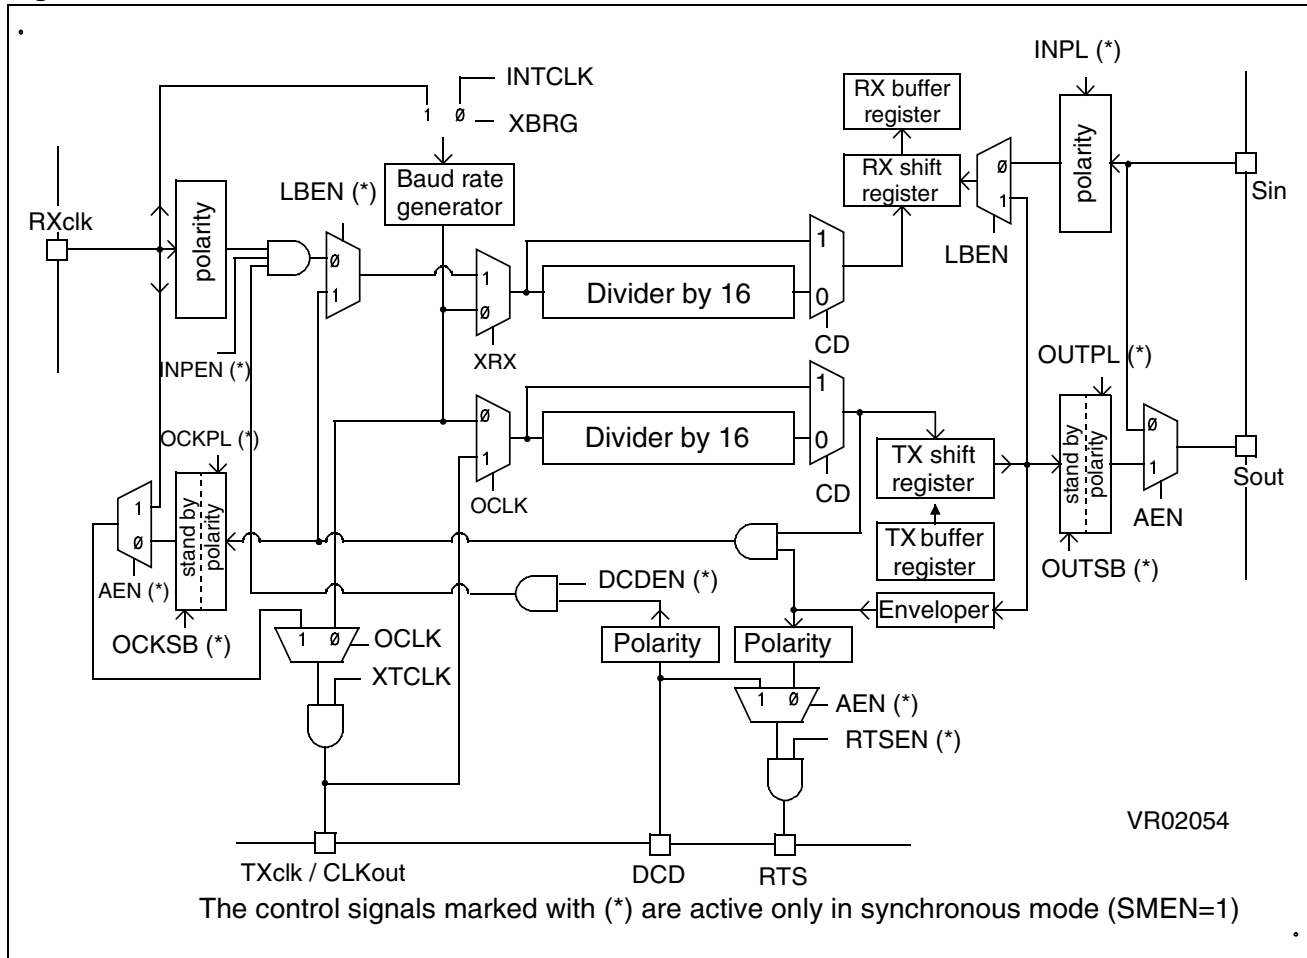 INPL (*)
INTCLK
RX buffer
register
1
Ø
XBRG
polarity
Baud rate
generator
LBEN (*)
RX shift
register
Ø
1
Sin
RXclk
polarity
LBEN
Ø
1
1
Ø
1
Divider by 16
0
CD
INPEN (*)
XRX
OUTPL (*)
OCKPL (*)
Ø
1
1
Divider by 16
0
TX shift
register
stand by
polarity
Ø
1
Sout
OCLK
CD
AEN
1
Ø
stand by
polarity
TX buffer
register
AEN (*)
DCDEN (*)
OUTSB (*)
OCKSB (*)
Enveloper
1
Ø
OCLK
Polarity
Polarity
XTCLK
1
Ø
AEN (*)
RTSEN (*)
VR02054
TXclk / CLKout
DCD
RTS
The control signals marked with (*) are active only in synchronous mode (SMEN=1)